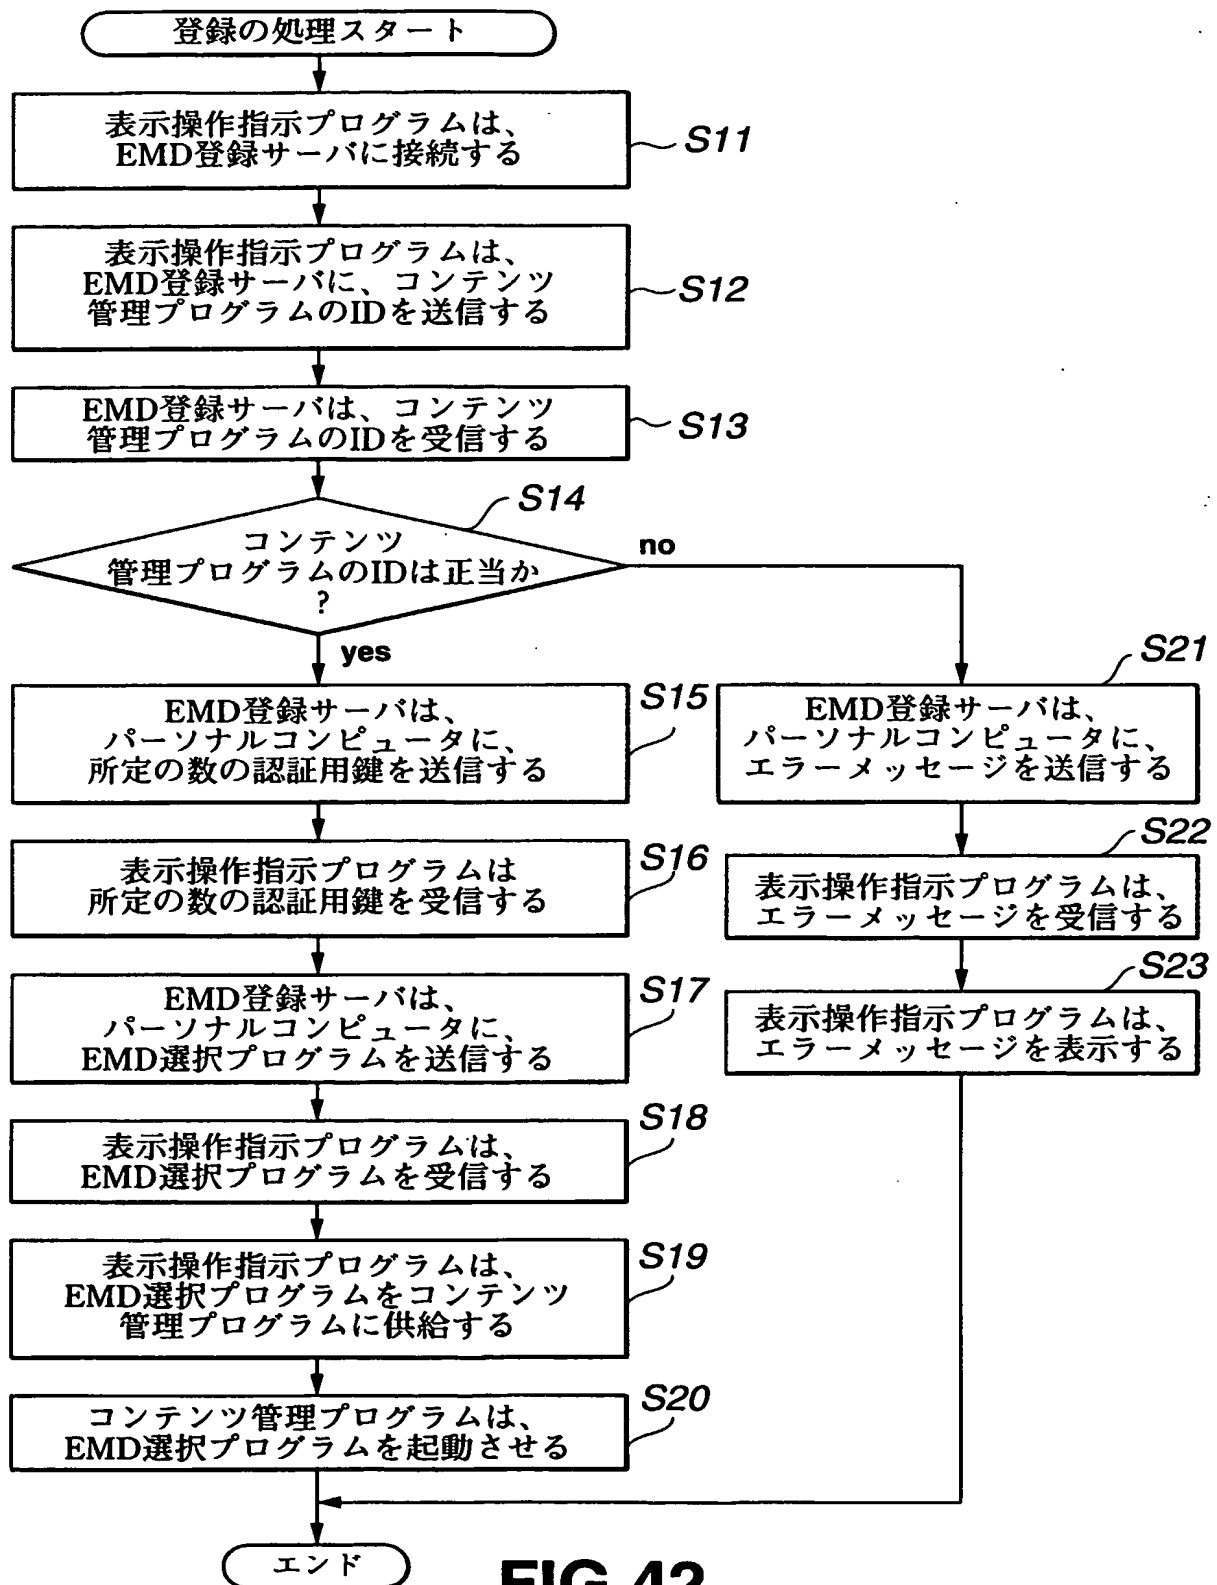 登録の処理スタート
表示操作指示プログラムは、
EMD登録サーバに接続する
S11
表示操作指示プログラムは、
EMD登録サーバに、コンテンツ
管理プログラムのIDを送信する
S12
EMD登録サーバは、コンテンツ
管理プログラムのIDを受信する
S13
S14
コンテンツ
管理プログラムのIDは正当か
?
no
yes
S15
EMD登録サーバは、
パーソナルコンピュータに、
所定の数の認証用鍵を送信する
S16
表示操作指示プログラムは
所定の数の認証用鍵を受信する
S17
EMD登録サーバは、
パーソナルコンピュータに、
EMD選択プログラムを送信する
S18
表示操作指示プログラムは、
EMD選択プログラムを受信する
S19
表示操作指示プログラムは、
EMD選択プログラムをコンテンツ
管理プログラムに供給する
S20
コンテンツ管理プログラムは、
EMD選択プログラムを起動させる
S21
EMD登録サーバは、
パーソナルコンピュータに、
エラーメッセージを送信する
S22
表示操作指示プログラムは、
エラーメッセージを受信する
S23
表示操作指示プログラムは、
エラーメッセージを表示する
エンド
FIG.42